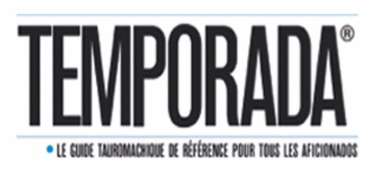 TEMPORADA®
• LE GUIDE TAUROMACHIQUE DE RÉFÉRENCE POUR TOUS LES AFICIONADOS